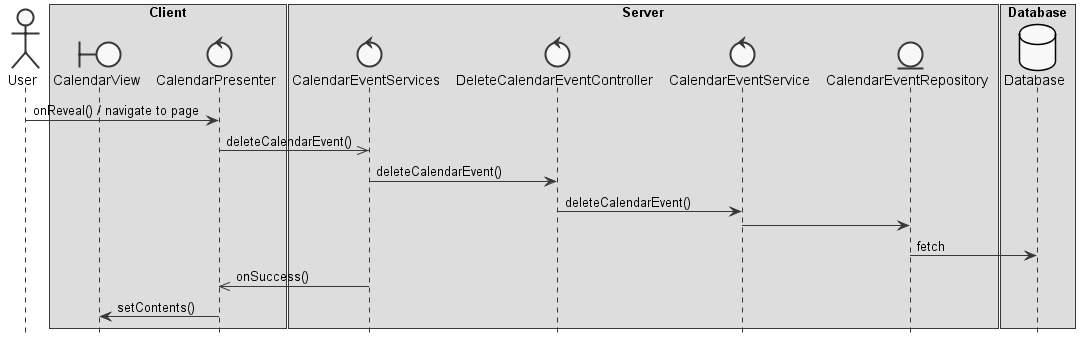 Client
Server
Database
User
CalendarView
CalendarPresenter
CalendarEventServices
DeleteCalendarEventController
CalendarEventService
CalendarEventRepository
Database
onReveal() / navigate to page
deleteCalendarEvent()
deleteCalendarEvent()
deleteCalendarEvent()
fetch
onSuccess()
setContents()